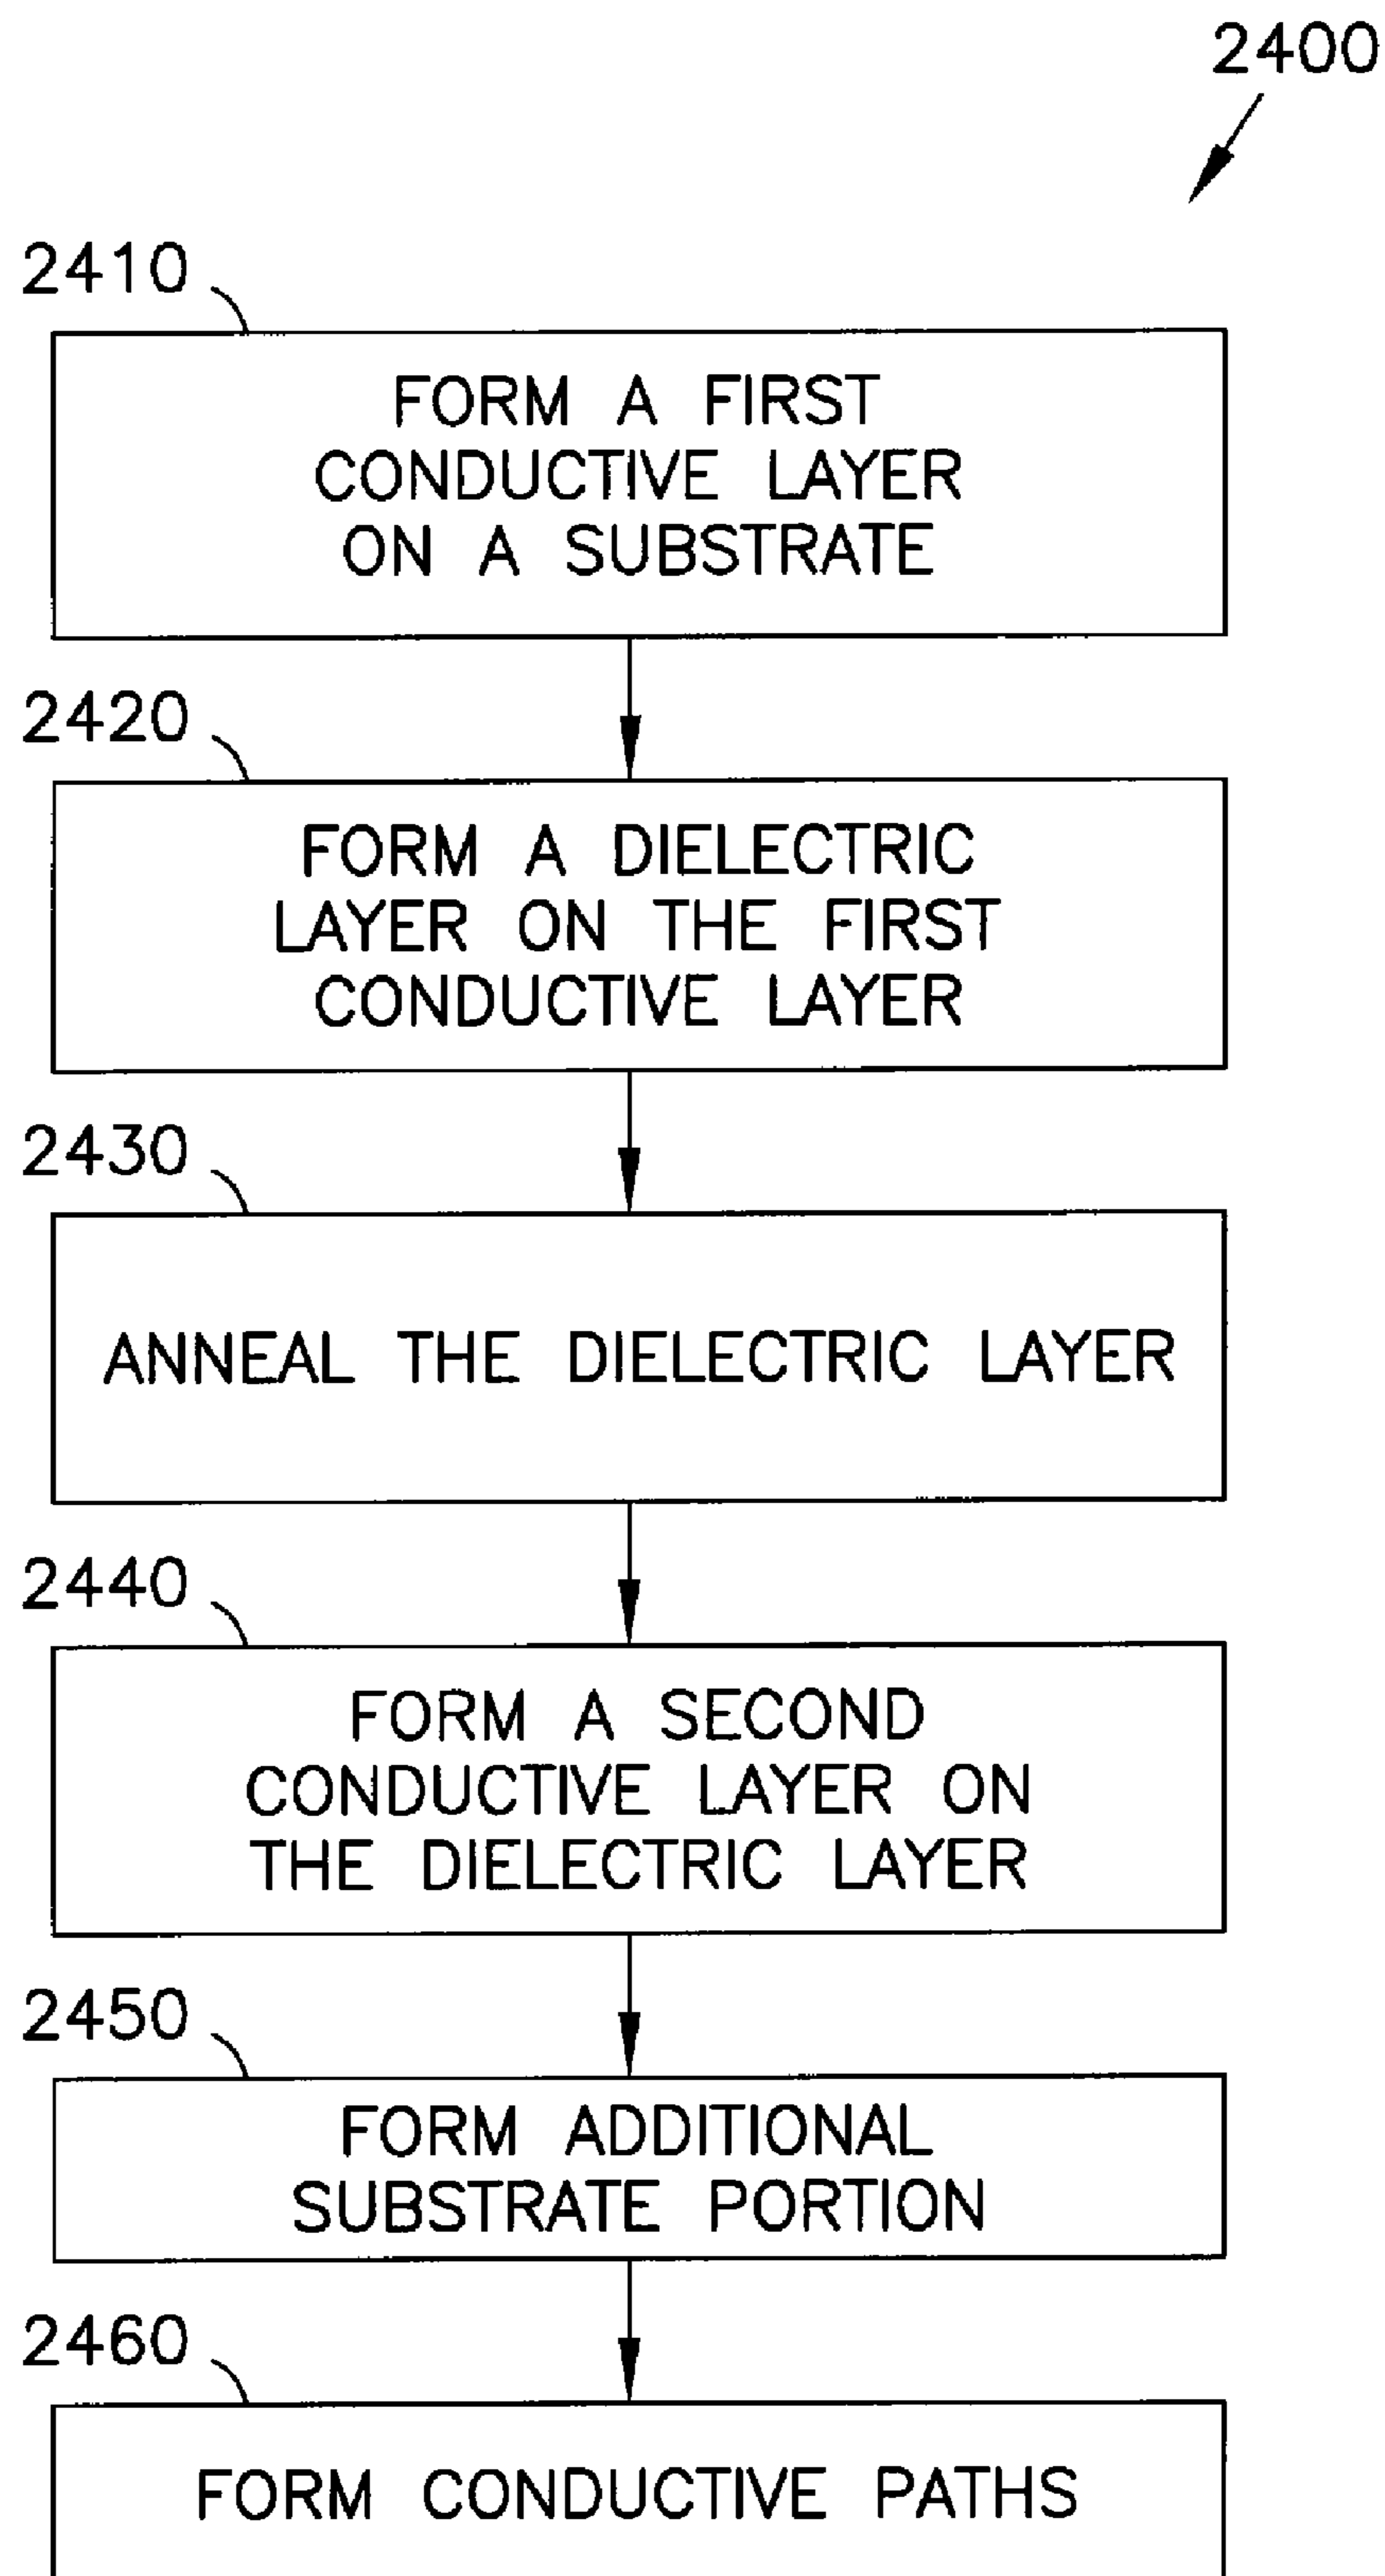 2400
2410
FORM A FIRST
CONDUCTIVE LAYER
ON A SUBSTRATE
2420
FORM A DIELECTRIC
LAYER ON THE FIRST
CONDUCTIVE LAYER
2430
ANNEAL THE DIELECTRIC LAYER
2440
FORM A SECOND
CONDUCTIVE LAYER ON
THE DIELECTRIC LAYER
2450
FORM ADDITIONAL
SUBSTRATE PORTION
2460
FORM CONDUCTIVE PATHS